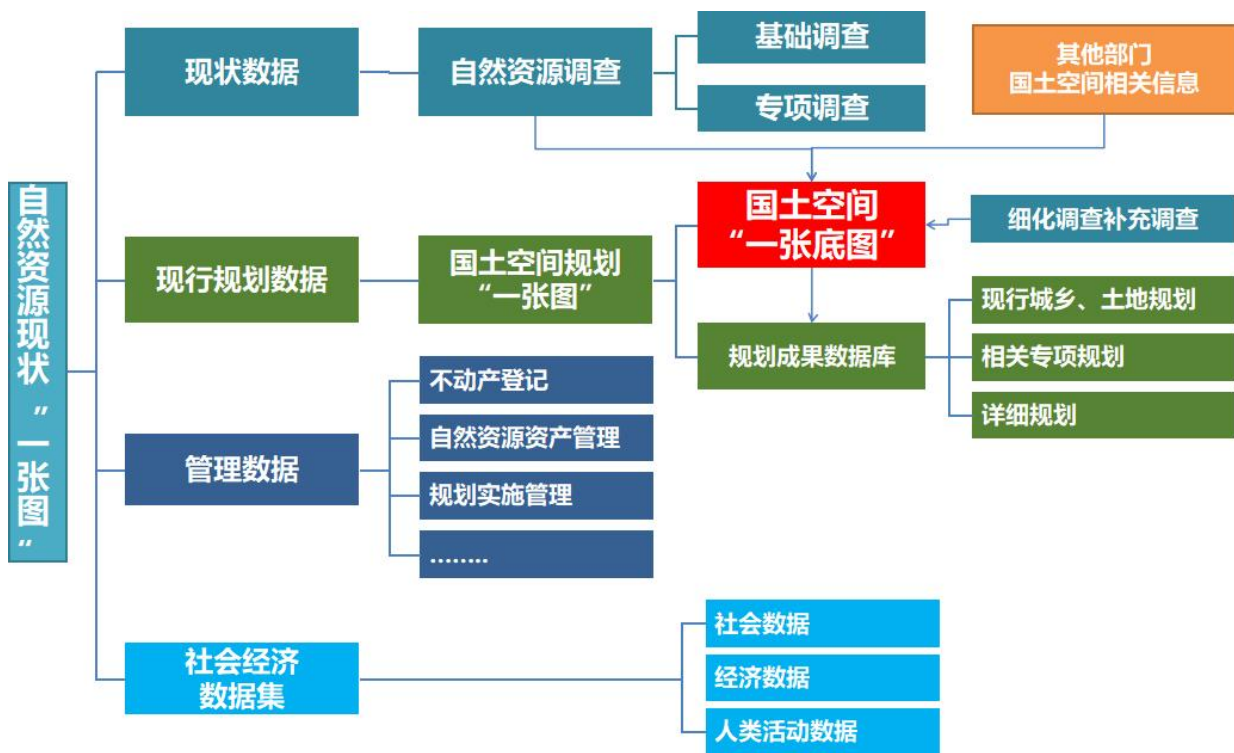 自然资源现状“一张图”
现状数据
自然资源调查
基础调查
专项调查
其他部门
国土空间相关信息
现行规划数据
国土空间规划
“一张图”
国土空间
“一张底图”
细化调查补充调查
规划成果数据库
现行城乡、土地规划
相关专项规划
详细规划
管理数据
不动产登记
自然资源资产管理
规划实施管理
........
社会经济
数据集
社会数据
经济数据
人类活动数据